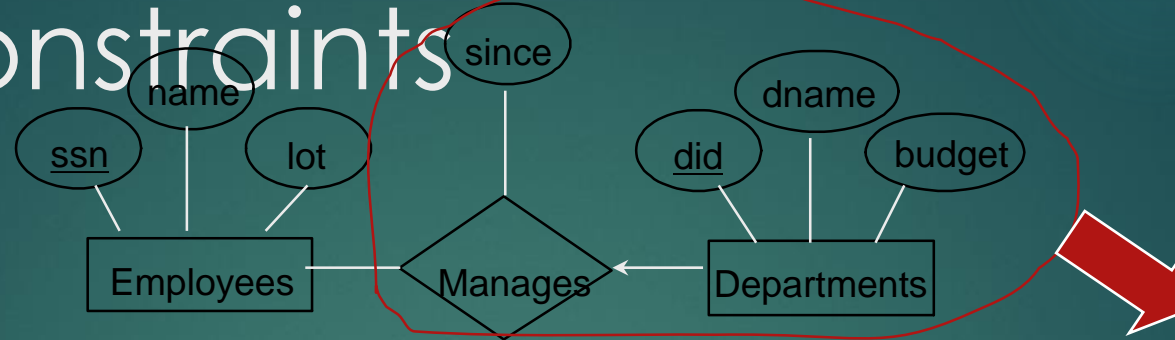 onstraints
since
name
dname
ssn
lot
did
budget
Employees
Manages
Departments